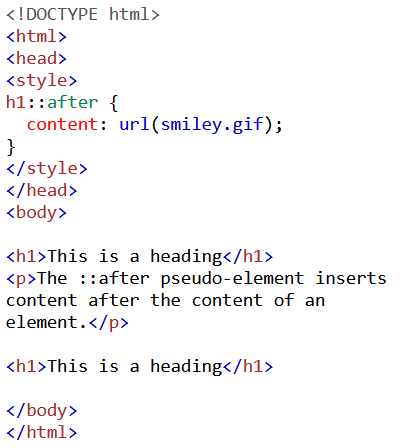 <!DOCTYPE html>
<html>
<head>
<style>
h1::after {
  content: url(smiley.gif);
}
</style>
</head>
<body>

<h1>This is a heading</h1>
<p>The ::after pseudo-element inserts
content after the content of an
element.</p>

<h1>This is a heading</h1>

</body>
</html>